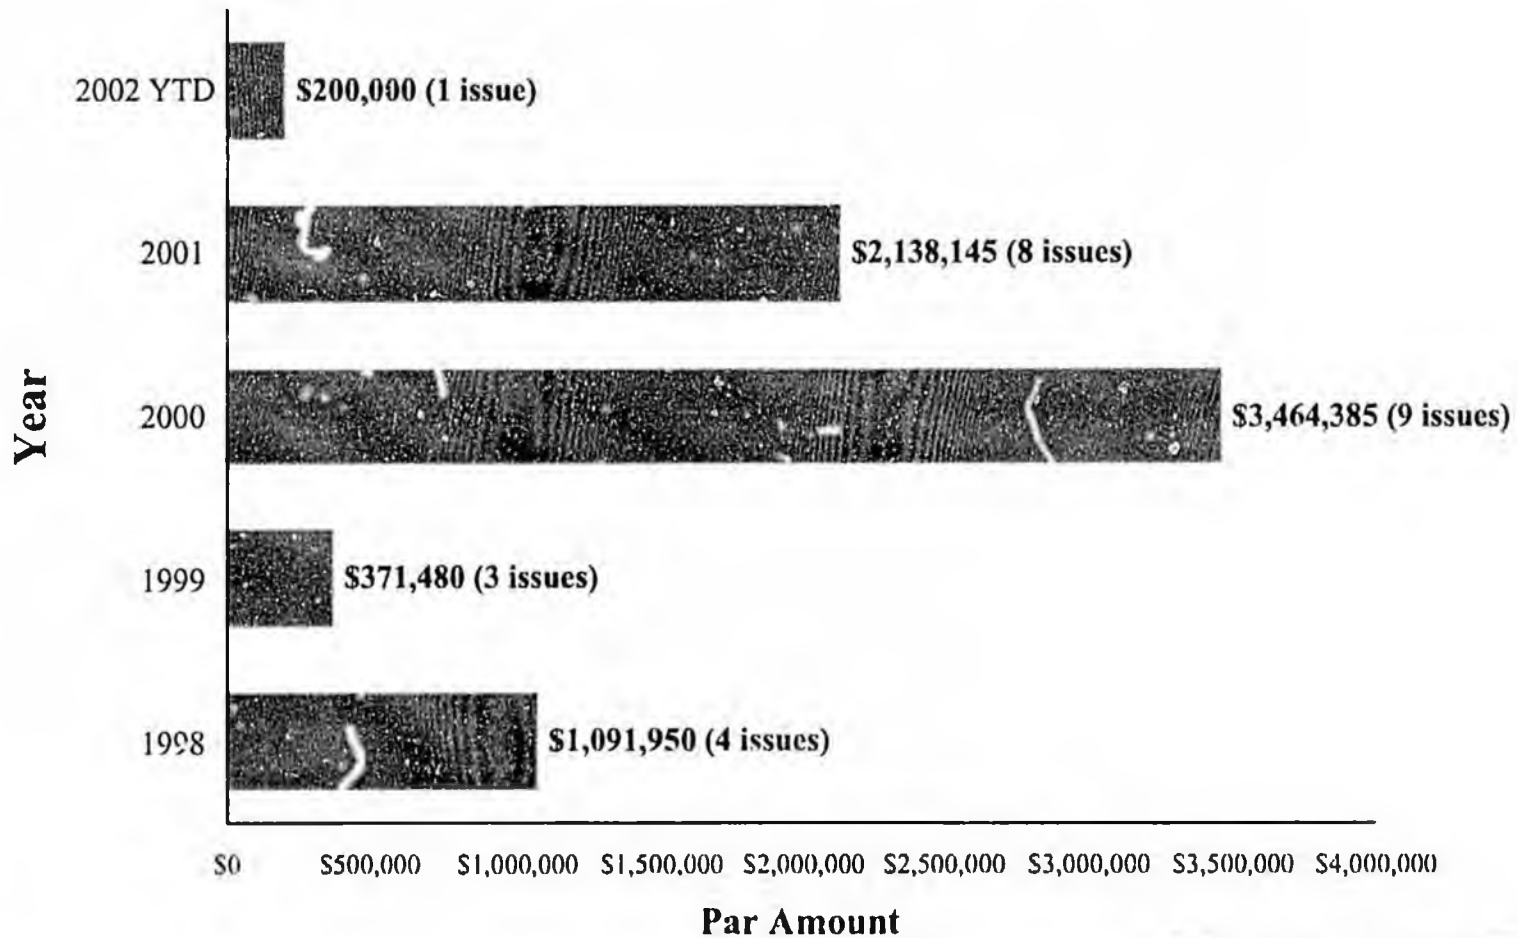 2002 YTD $200,000 (1 issue)
2001 $2,138,145 (8 issues)
2000 $3,464,385 (9 issues)
1999 $371,480 (3 issues)
1998 $1,091,950 (4 issues)
Year
$0 $500,000 $1,000,000 $1,500,000 $2,000,000 $2,500,000 $3,000,000 $3,500,000 $4,000,000
Par Amount